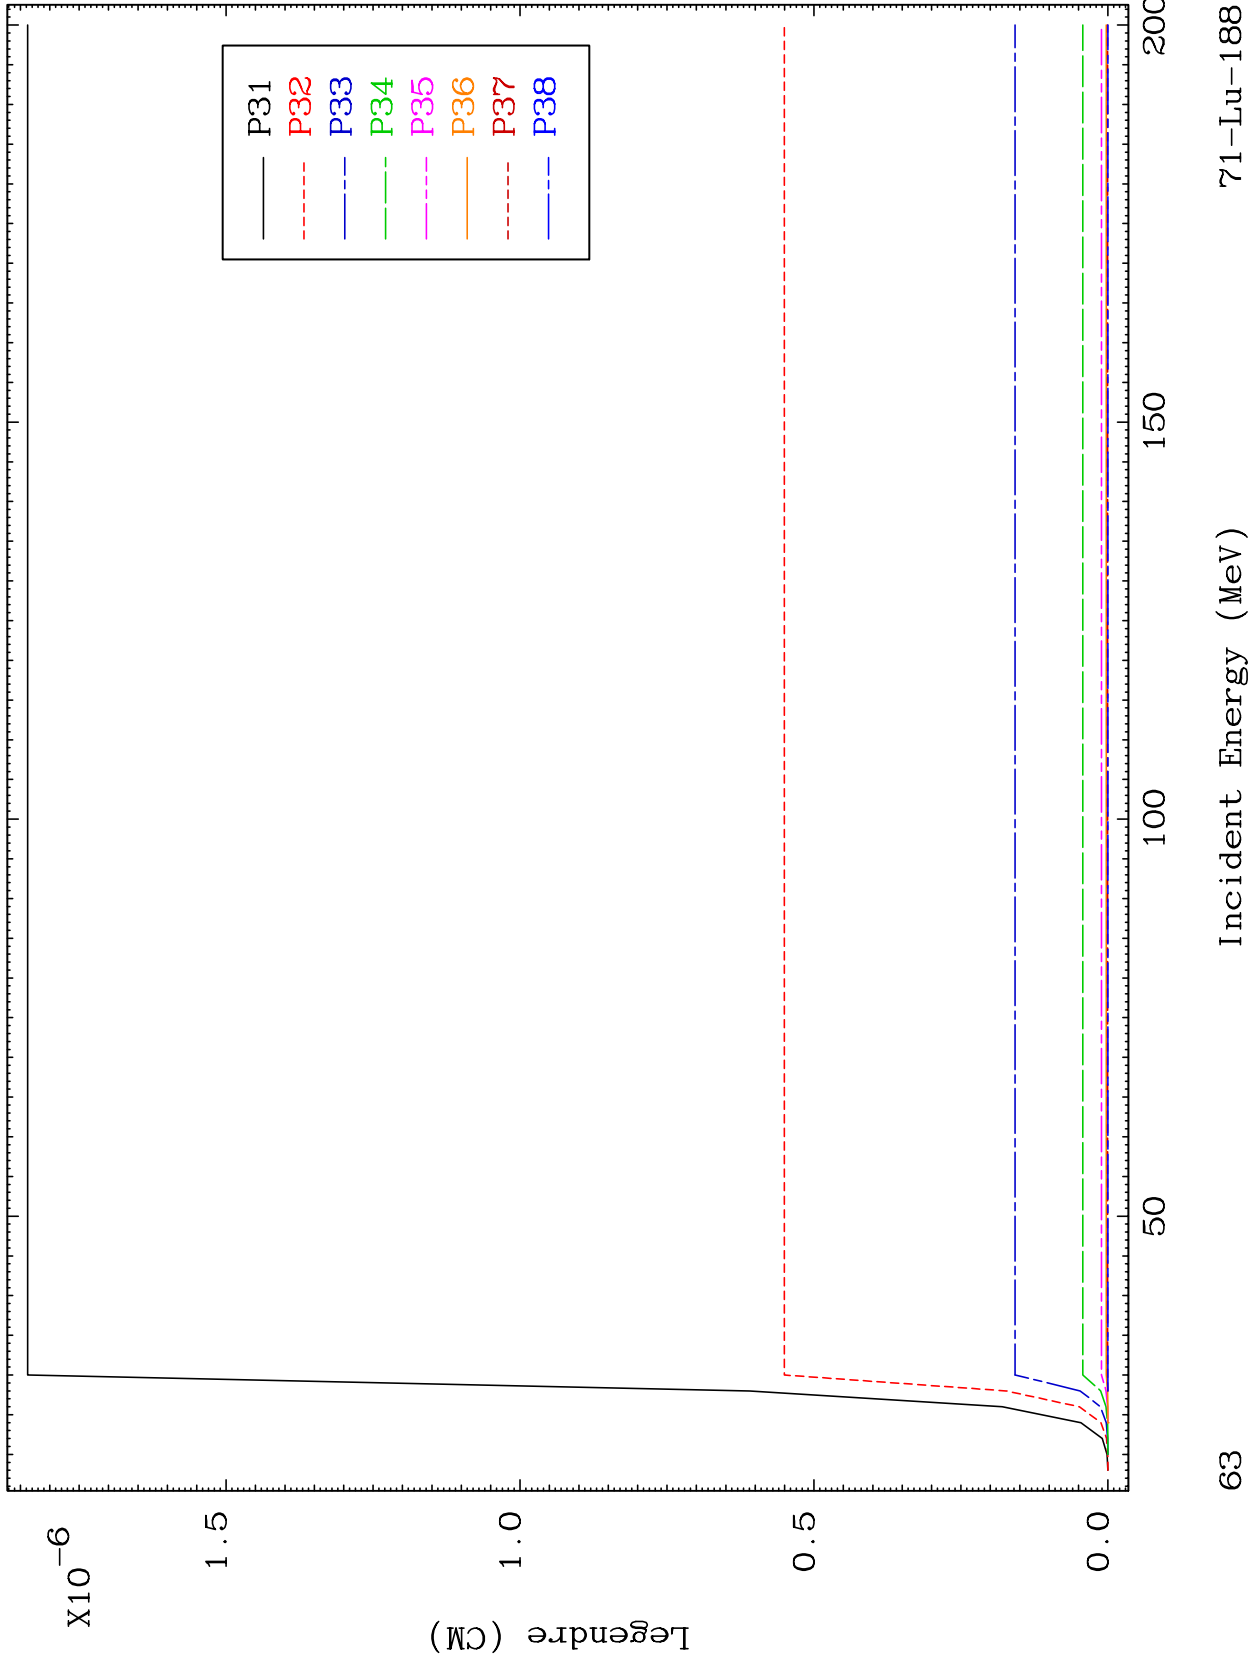 X10-6
1.5
1.0
0.5
0.0
Legendre (CM)
P31
P32
P33
P34
P35
P36
P37
P38
50
100
150
200
Incident Energy (MeV)
63
71-Lu-188